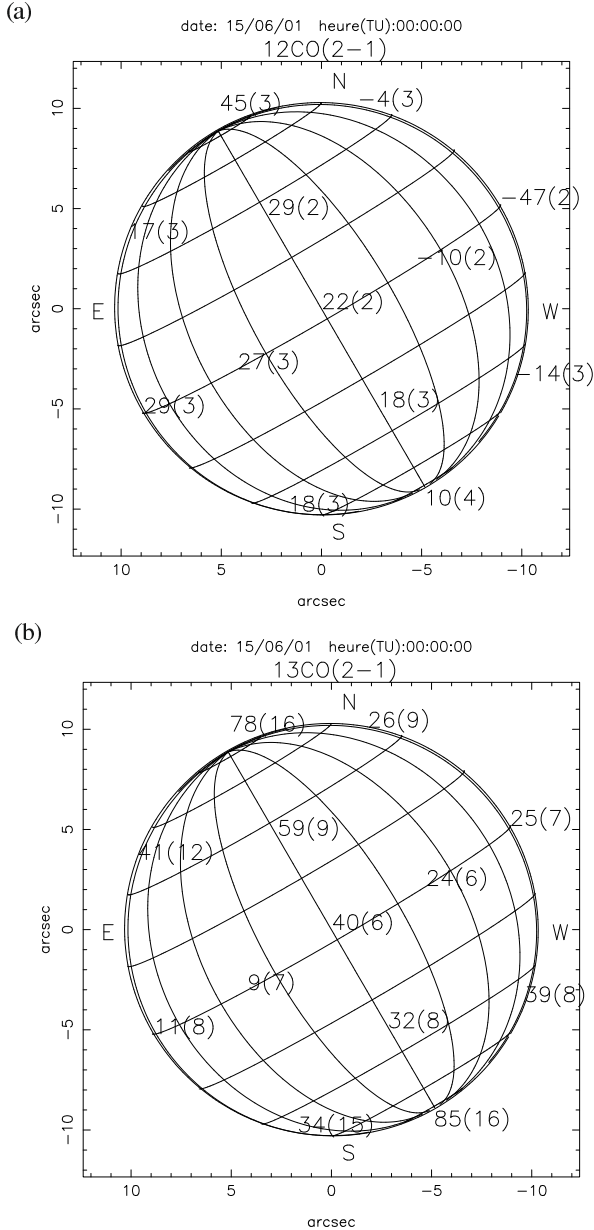 (a)
date: 15/06/01 heure(TU):00:00:00
12CO(2−1)
N
45(3)
−4(3)
10
29(2)
−47(2)
5
17(3)
−10(2)
22(2)
arcsec
0
E
W
27(3)
−14(3)
18(3)
29(3)
−5
18(3)
10(4)
−10
S
10 5 0 −5 −10
arcsec
(b)
date: 15/06/01 heure(TU):00:00:00
13CO(2−1)
N
78(16)
26(9)
10
59(9)
25(7)
5
41(12)
24(6)
40(6)
arcsec
0
E
W
9(7)
39(8)
32(8)
11(8)
−5
34(15)
85(16)
−10
S
10 5 0 −5 −10
arcsec